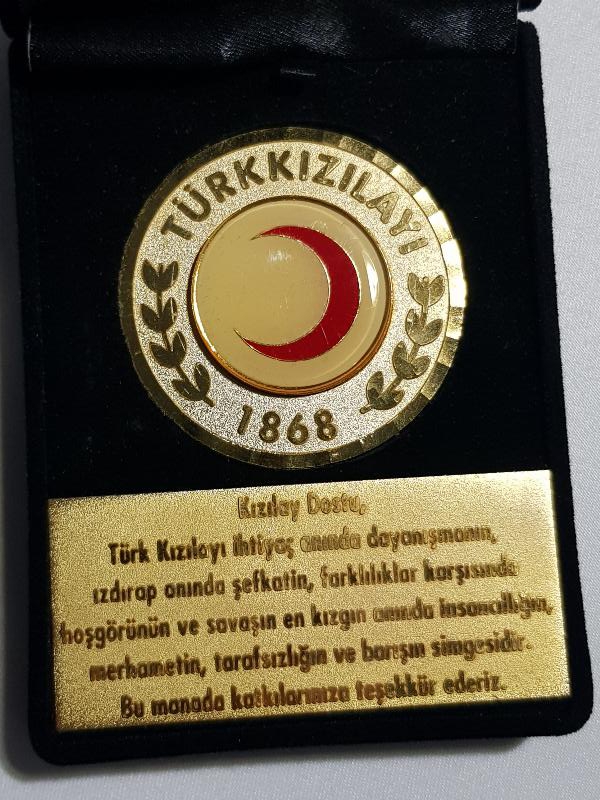 TÜRKKIZILAYI
1868
Kızılay Dostu,
Türk Kızılayı ihtiyaç anında dayanışmanın,
ızdırap anında şefkatin, farklılıklar karşısında
hoşgörünün ve savaşın en kızgın anında insancıllığın,
merhametin, tarafsızlığın ve barışın simgesidir.
Bu manada katkılarınıza teşekkür ederiz.